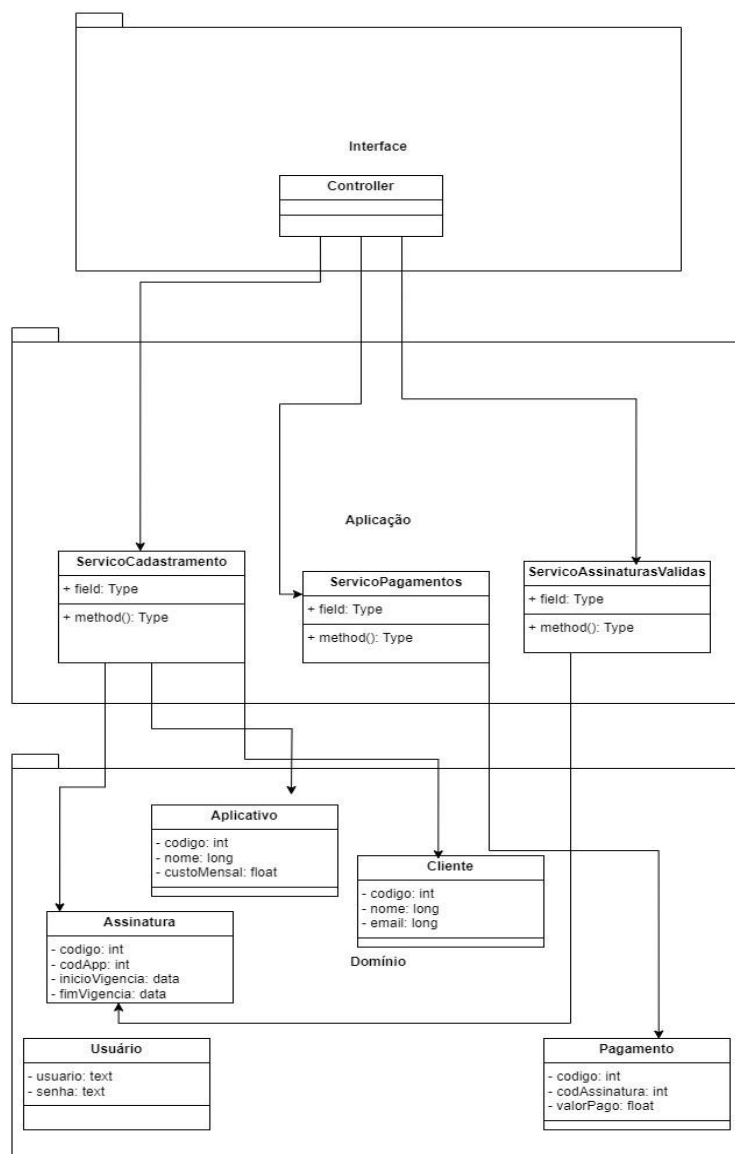 Interface
Controller
Aplicação
ServicoCadastramento
+ field: Type
+ method(): Type
ServicoPagamentos
+ field: Type
+ method(): Type
ServicoAssinaturasValidas
+ field: Type
+ method(): Type
Aplicativo
- codigo: int
- nome: long
- custoMensal: float
Cliente
- codigo: int
- nome: long
- email: long
Assinatura
- codigo: int
- codApp: int
- inicioVigencia: data
- fimVigencia: data
Domínio
Usuário
- usuario: text
- senha: text
Pagamento
- codigo: int
- codAssinatura: int
- valorPago: float